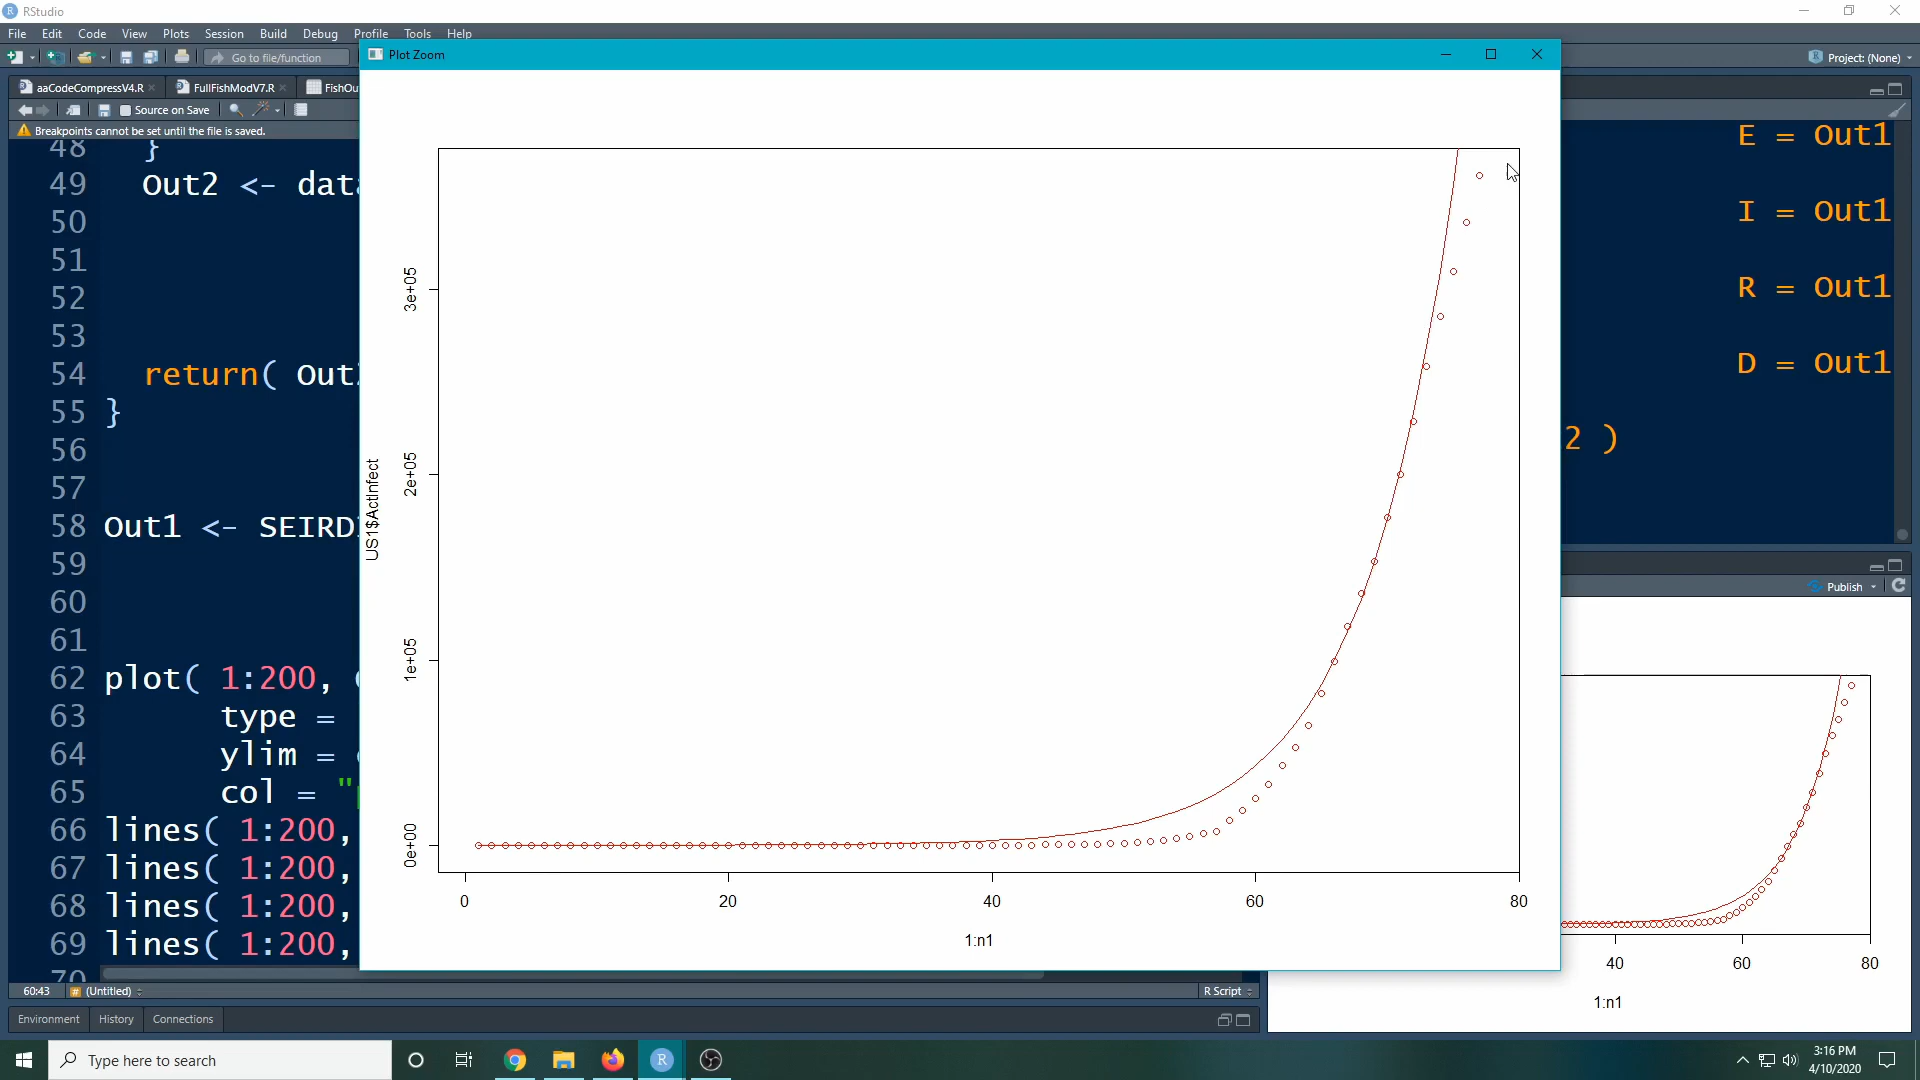 RStudio
File Edit Code View Plots Session Build Debug Profile Tools Help
Go to file/function
Project: (None)
Plot Zoom
aaCodeCompressV4.R
FullFishModV7.R
FishOu
Source on Save
Breakpoints cannot be set until the file is saved.
48 }
49 Out2 <- data
50
51
52
53
54 return( Out
55 }
56
57
58 Out1 <- SEIRD
59
60
61
62 plot( 1:200,
63 type =
64 ylim =
65 col = "
66 lines( 1:200,
67 lines( 1:200,
68 lines( 1:200,
69 lines( 1:200,
70
E = Out1
I = Out1
R = Out1
D = Out1
2 )
US1$ActInfect
3e+05
2e+05
1e+05
0e+00
0 20 40 60 80
1:n1
Publish
40 60 80
1:n1
60:43 (Untitled) R Script
Environment History Connections
Type here to search
3:16 PM
4/10/2020